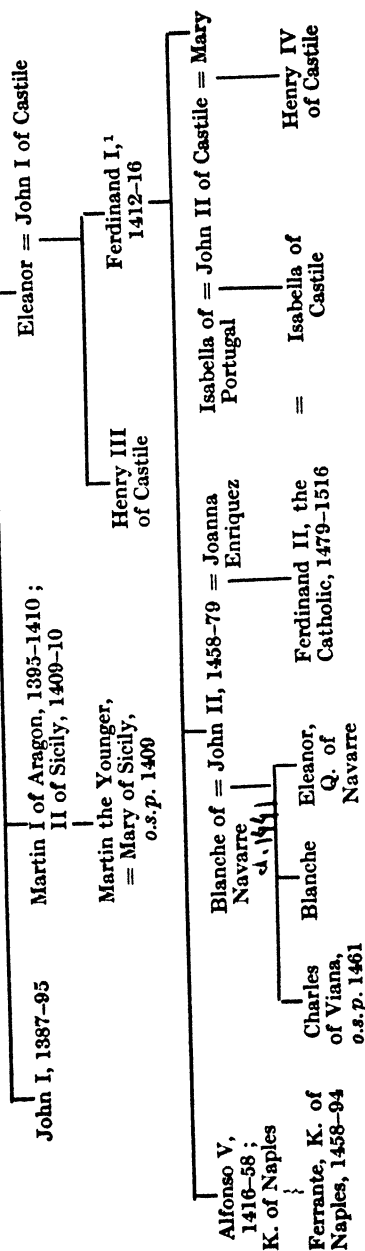 Eleanor = John I of Castile
John I, 1387–95
Martin I of Aragon, 1395–1410;
II of Sicily, 1409–10
Martin the Younger,
= Mary of Sicily,
o.s.p. 1409
Henry III
of Castile
Ferdinand I,¹
1412–16
Alfonso V,
1416–58;
K. of Naples
Ferrante, K. of
Naples, 1458–94
Blanche of = John II, 1458–79 = Joanna
Navarre
Enriquez
d. 1441
Charles
of Viana,
o.s.p. 1461
Blanche
Eleanor,
Q. of
Navarre
Ferdinand II, the
Catholic, 1479–1516
=
Isabella of = John II of Castile = Mary
Portugal
Isabella of
Castile
Henry IV
of Castile